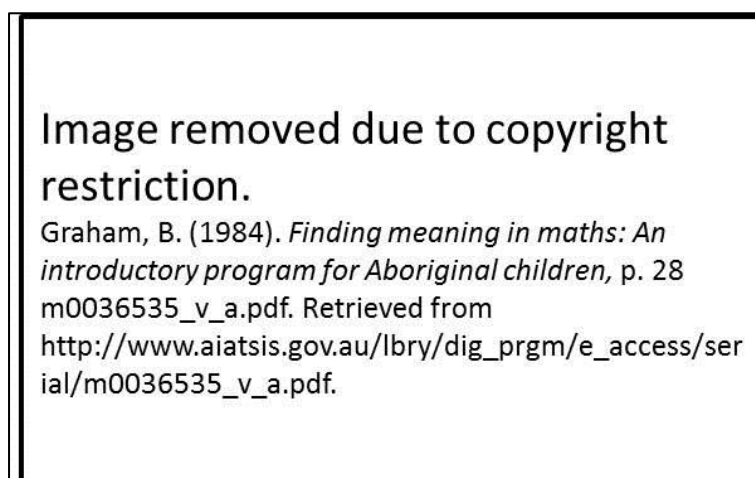 Image removed due to copyright
restriction.
Graham, B. (1984). Finding meaning in maths: An
introductory program for Aboriginal children, p. 28
m0036535_v_a.pdf. Retrieved from
http://www.aiatsis.gov.au/lbry/dig_prgm/e_access/ser
ial/m0036535_v_a.pdf.